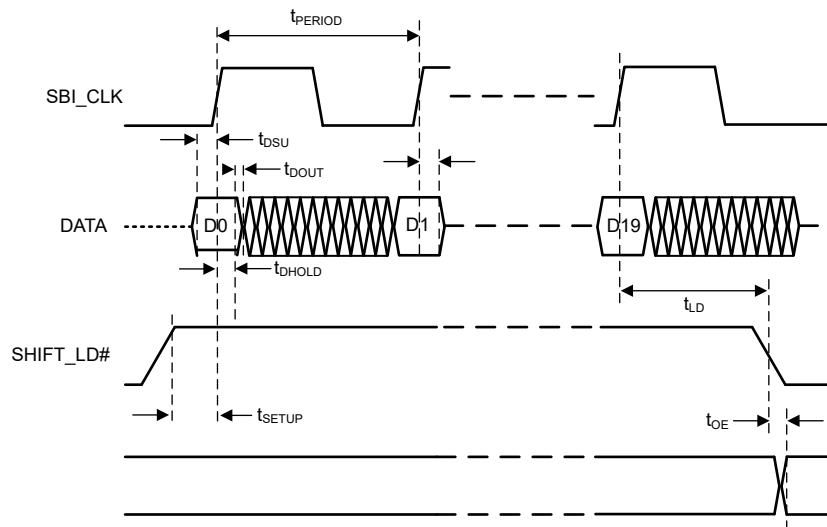 tPERIOD
SBI_CLK
tDSU
tDOUT
DATA
D0
D1
D19
tDHOLD
tLD
SHIFT_LD#
tSETUP
tOE